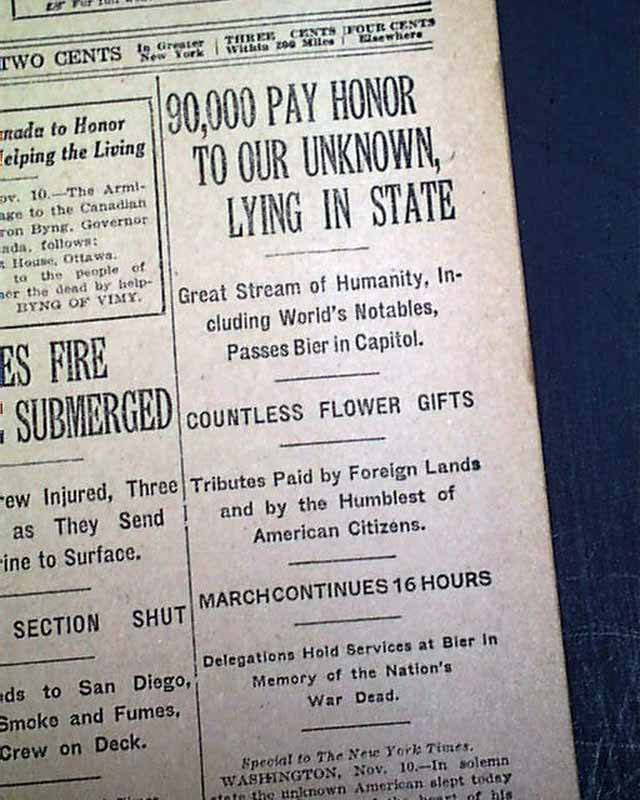 TWO CENTS
In Greater
New York
THREE CENTS
Within 200 Miles
FOUR CENTS
Elsewhere
nada to Honor
elping the Living
ov. 10.—The Armi-
age to the Canadian
ron Byng, Governor
ada, follows:
House, Ottawa.
to the people of
or the dead by help-
BYNG OF VIMY.
ES FIRE
SUBMERGED
rew Injured, Three
as They Send
rine to Surface.
SECTION SHUT
ds to San Diego,
Smoke and Fumes,
Crew on Deck.
90,000 PAY HONOR
TO OUR UNKNOWN,
LYING IN STATE
Great Stream of Humanity, In-
cluding World's Notables,
Passes Bier in Capitol.
COUNTLESS FLOWER GIFTS
Tributes Paid by Foreign Lands
and by the Humblest of
American Citizens.
MARCH CONTINUES 16 HOURS
Delegations Hold Services at Bier in
Memory of the Nation's
War Dead.
Special to The New York Times.
WASHINGTON, Nov. 10.—In solemn
state the unknown American slept today
heart of his